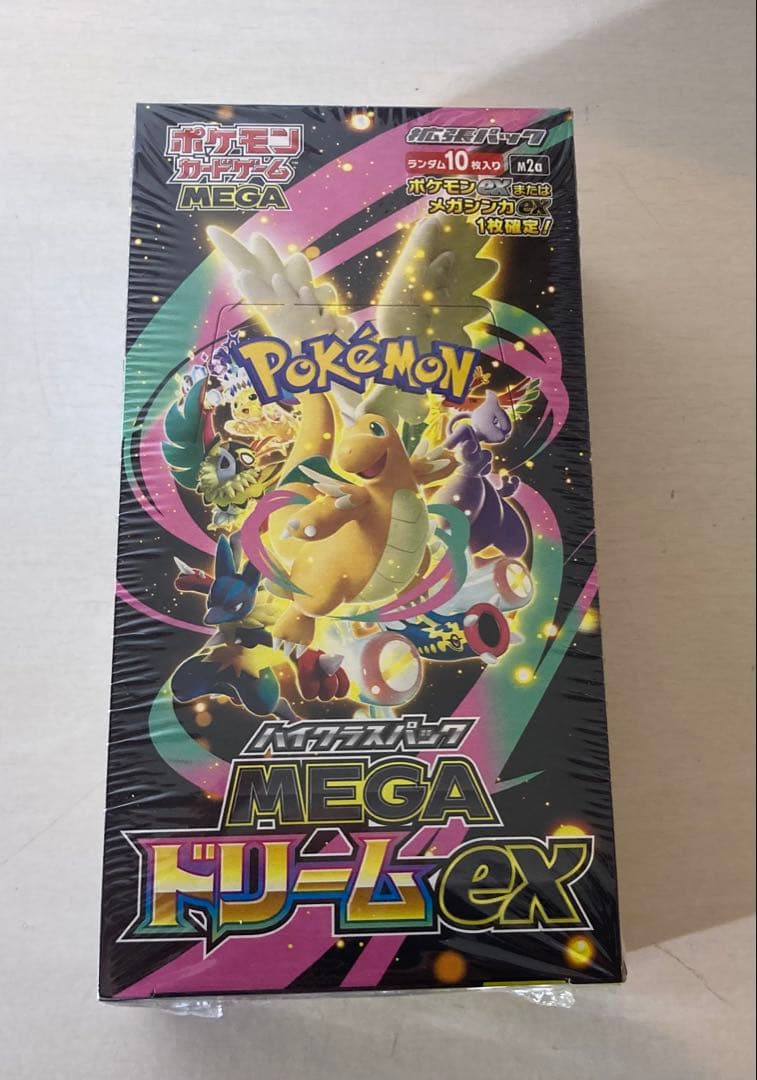 ポケモン
カードゲーム
MEGA
拡張パック
ランダム10枚入り M2a
ポケモンexまたは
メガシンカex
1枚確定!
POKéMON
ハイクラスパック
MEGA
ドリームex